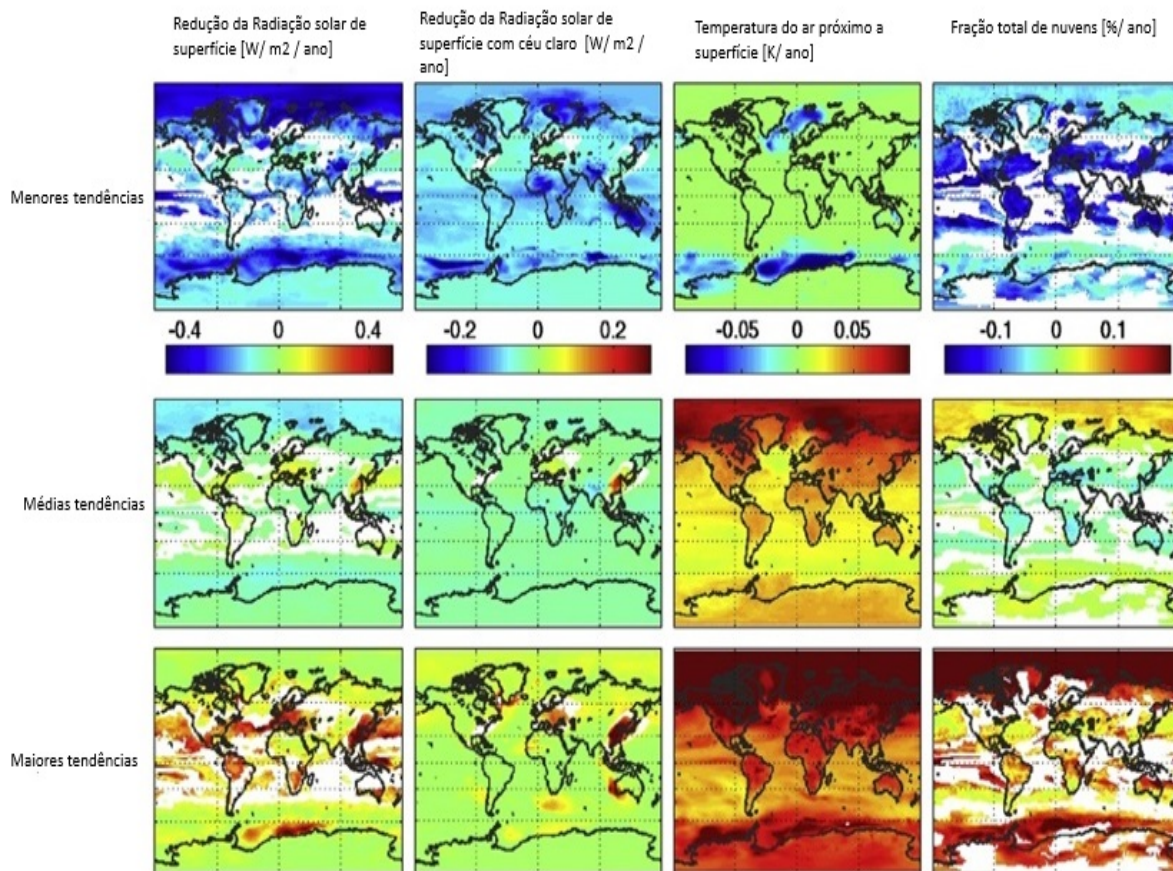 Redução da Radiação solar de
superfície [W/ m2 / ano]
Redução da Radiação solar de
superfície com céu claro [W/ m2 /
ano]
Temperatura do ar próximo a
superfície [K/ ano]
Fração total de nuvens [%/ ano]
Menores tendências
-0.4 0 0.4
-0.2 0 0.2
-0.05 0 0.05
-0.1 0 0.1
Médias tendências
Maiores tendências